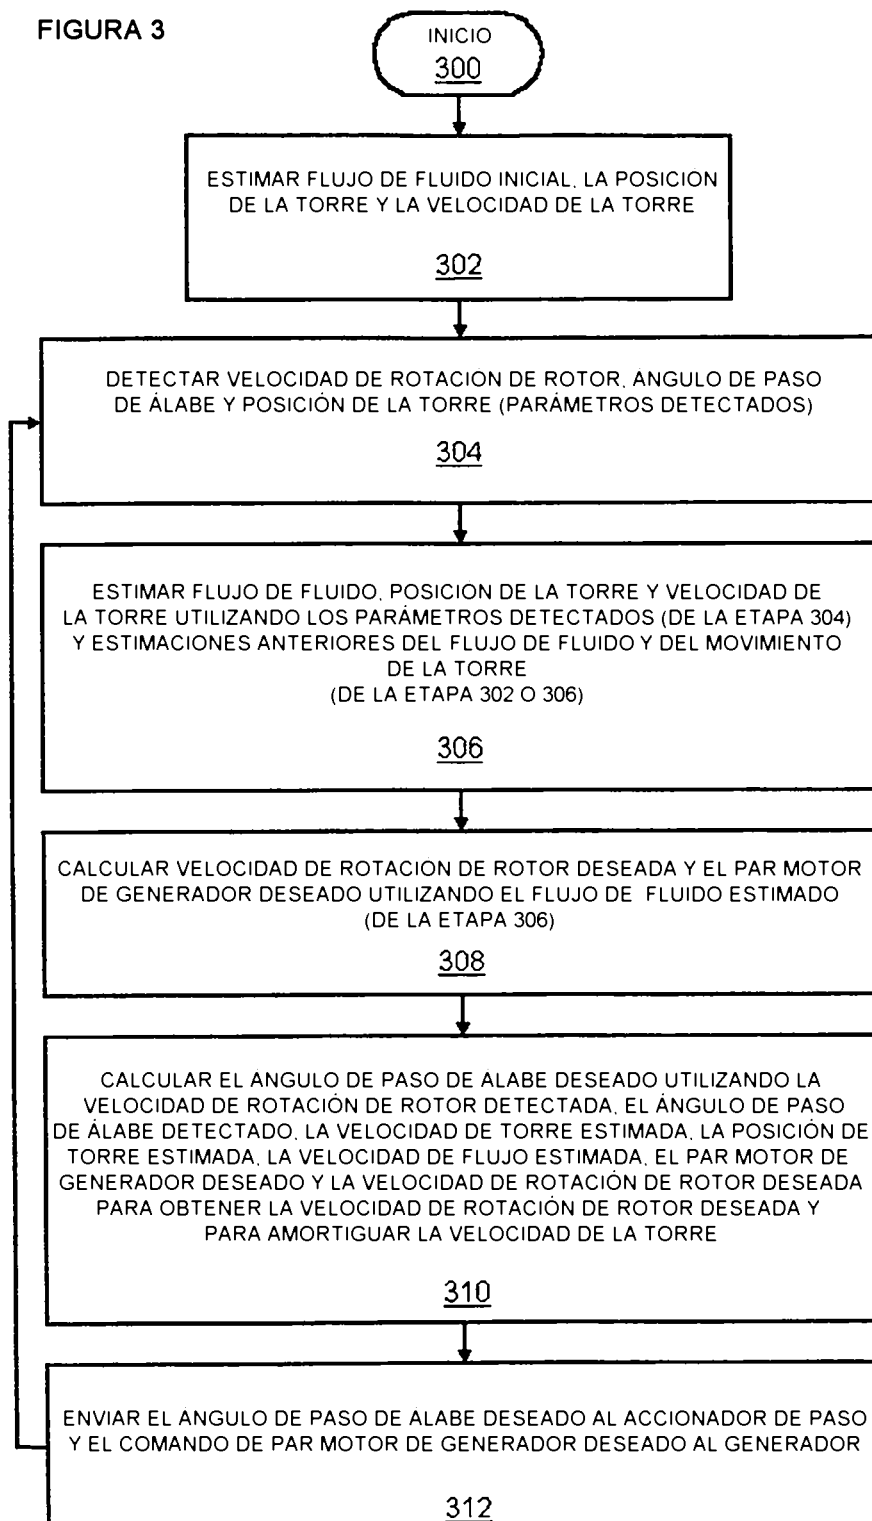 FIGURA 3
INICIO
300
ESTIMAR FLUJO DE FLUIDO INICIAL, LA POSICION
DE LA TORRE Y LA VELOCIDAD DE LA TORRE
302
DETECTAR VELOCIDAD DE ROTACION DE ROTOR, ANGULO DE PASO
DE ÁLABE Y POSICIÓN DE LA TORRE (PARÁMETROS DETECTADOS)
304
ESTIMAR FLUJO DE FLUIDO, POSICION DE LA TORRE Y VELOCIDAD DE
LA TORRE UTILIZANDO LOS PARÁMETROS DETECTADOS (DE LA ETAPA 304)
Y ESTIMACIONES ANTERIORES DEL FLUJO DE FLUIDO Y DEL MOVIMIENTO
DE LA TORRE
(DE LA ETAPA 302 O 306)
306
CALCULAR VELOCIDAD DE ROTACION DE ROTOR DESEADA Y EL PAR MOTOR
DE GENERADOR DESEADO UTILIZANDO EL FLUJO DE FLUIDO ESTIMADO
(DE LA ETAPA 306)
308
CALCULAR EL ANGULO DE PASO DE ALABE DESEADO UTILIZANDO LA
VELOCIDAD DE ROTACIÓN DE ROTOR DETECTADA, EL ÁNGULO DE PASO
DE ÁLABE DETECTADO, LA VELOCIDAD DE TORRE ESTIMADA, LA POSICIÓN DE
TORRE ESTIMADA, LA VELOCIDAD DE FLUJO ESTIMADA, EL PAR MOTOR DE
GENERADOR DESEADO Y LA VELOCIDAD DE ROTACIÓN DE ROTOR DESEADA
PARA OBTENER LA VELOCIDAD DE ROTACIÓN DE ROTOR DESEADA Y
PARA AMORTIGUAR LA VELOCIDAD DE LA TORRE
310
ENVIAR EL ANGULO DE PASO DE ALABE DESEADO AL ACCIONADOR DE PASO
Y EL COMANDO DE PAR MOTOR DE GENERADOR DESEADO AL GENERADOR
312